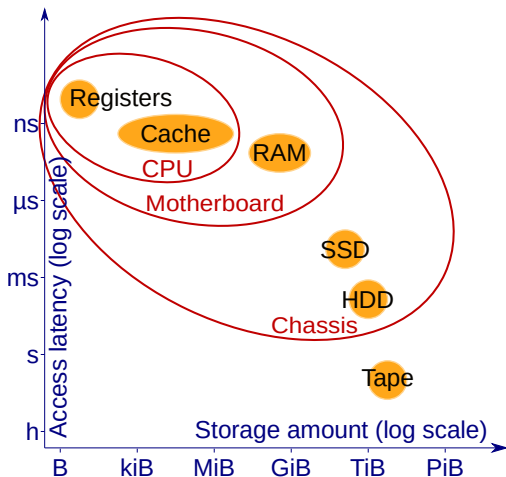 Registers
ns
Cache
RAM
CPU
µs
Motherboard
Access latency (log scale)
SSD
ms
HDD
Chassis
s
Tape
h
Storage amount (log scale)
B
kiB
MiB
GiB
TiB
PiB